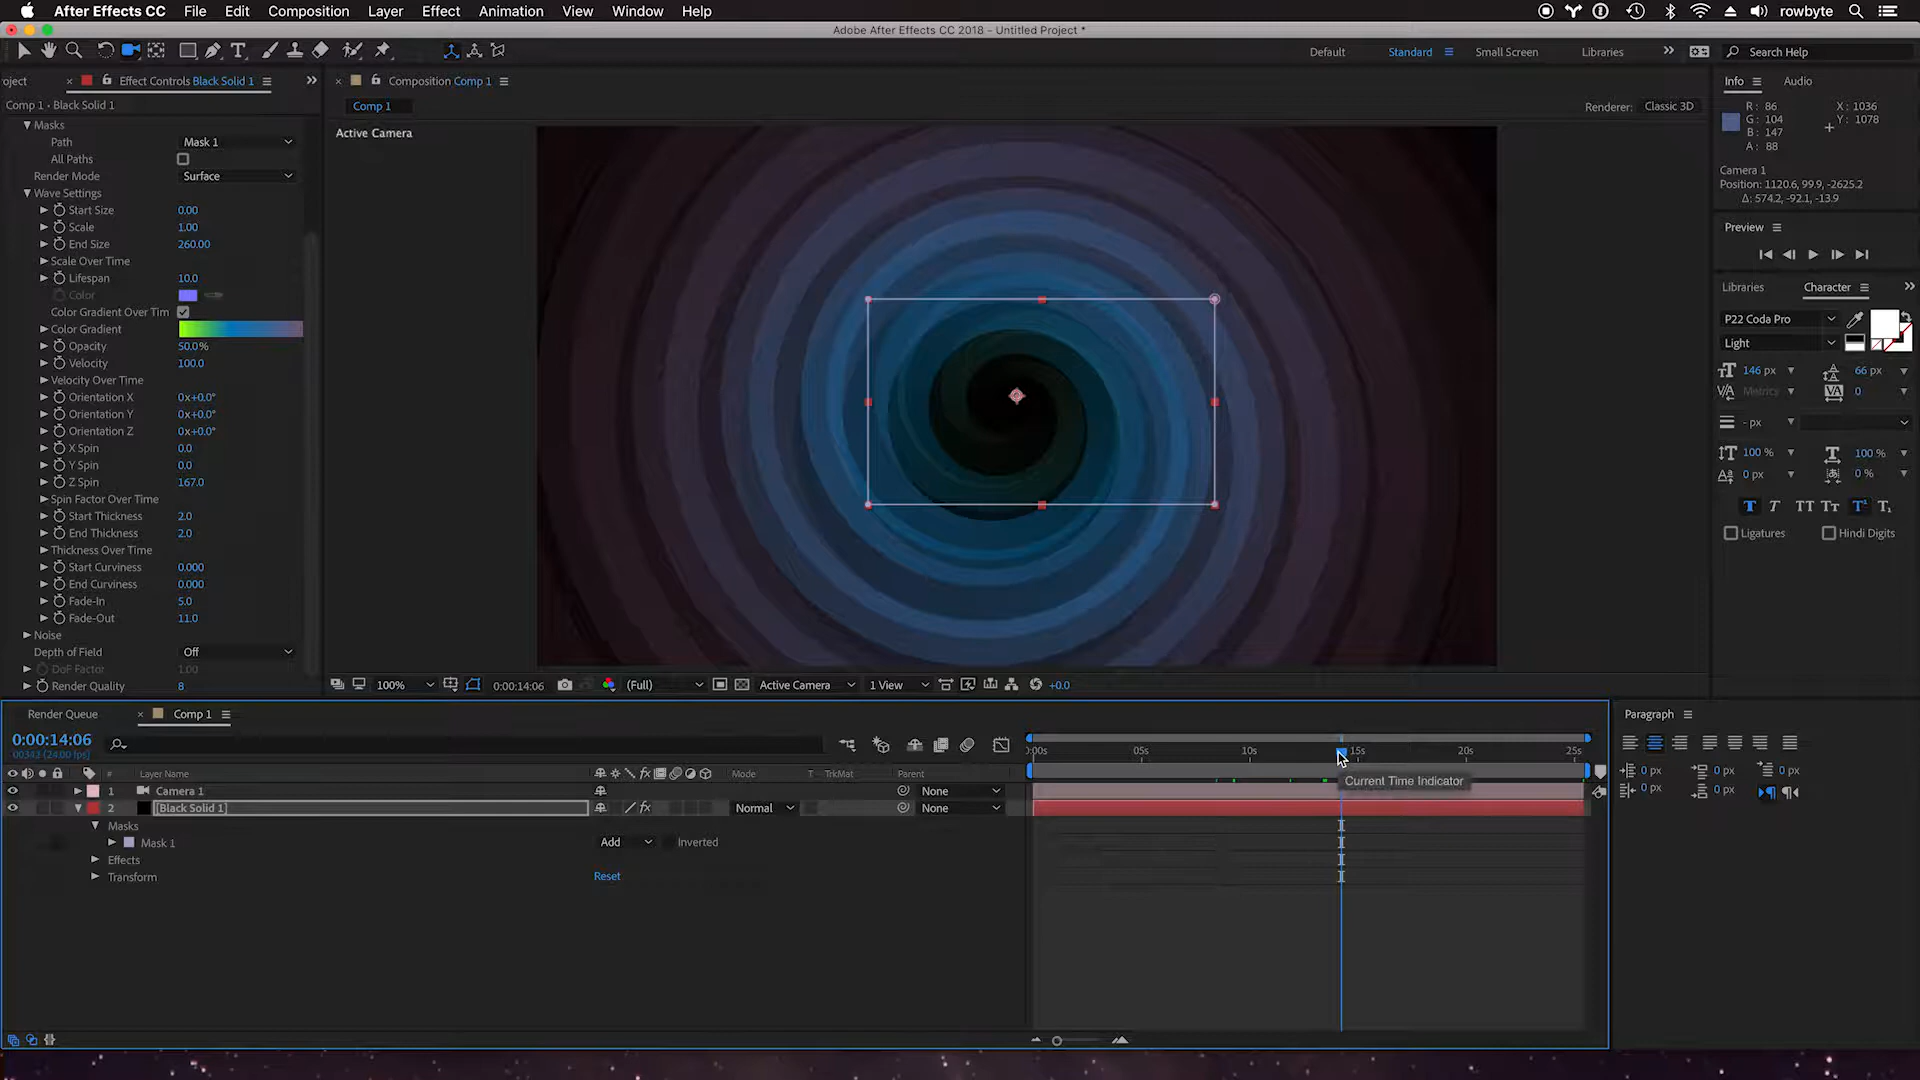 After Effects CC File Edit Composition Layer Effect Animation View Window Help rowbyte
Adobe After Effects CC 2018 - Untitled Project *
Default Standard Small Screen Libraries Search Help
oject Effect Controls Black Solid 1
Comp 1 • Black Solid 1
Masks
Path Mask 1
All Paths
Render Mode Surface
Wave Settings
Start Size 0.00
Scale 1.00
End Size 260.00
Scale Over Time
Lifespan 10.0
Color
Color Gradient Over Tim
Color Gradient
Opacity 50.0%
Velocity 100.0
Velocity Over Time
Orientation X 0x+0.0°
Orientation Y 0x+0.0°
Orientation Z 0x+0.0°
X Spin 0.0
Y Spin 0.0
Z Spin 167.0
Spin Factor Over Time
Start Thickness 2.0
End Thickness 2.0
Thickness Over Time
Start Curviness 0.000
End Curviness 0.000
Fade-In 5.0
Fade-Out 11.0
Noise
Depth of Field Off
DoF Factor 1.00
Render Quality 8
Composition Comp 1
Comp 1
Renderer: Classic 3D
Active Camera
100% 0:00:14:06 (Full) Active Camera 1 View +0.0
Info Audio
R: 86 X: 1036
G: 104 Y: 1078
B: 147
A: 88
Camera 1
Position: 1120.6, 99.9, -2625.2
Δ: 574.2, -92.1, -13.9
Preview
Libraries Character
P22 Coda Pro
Light
146 px 66 px
Metrics 0
- px
100 % 100 %
0 px 0 %
T T TT Tt T¹ T₁
Ligatures Hindi Digits
Render Queue Comp 1
0:00:14:06
00342 (24.00 fps)
# Layer Name Mode T TrkMat Parent
1 Camera 1 None
2 [Black Solid 1] Normal None
Masks
Mask 1 Add Inverted
Effects
Transform Reset
0:00s 05s 10s 15s 20s 25s
Current Time Indicator
Paragraph
0 px 0 px 0 px
0 px 0 px